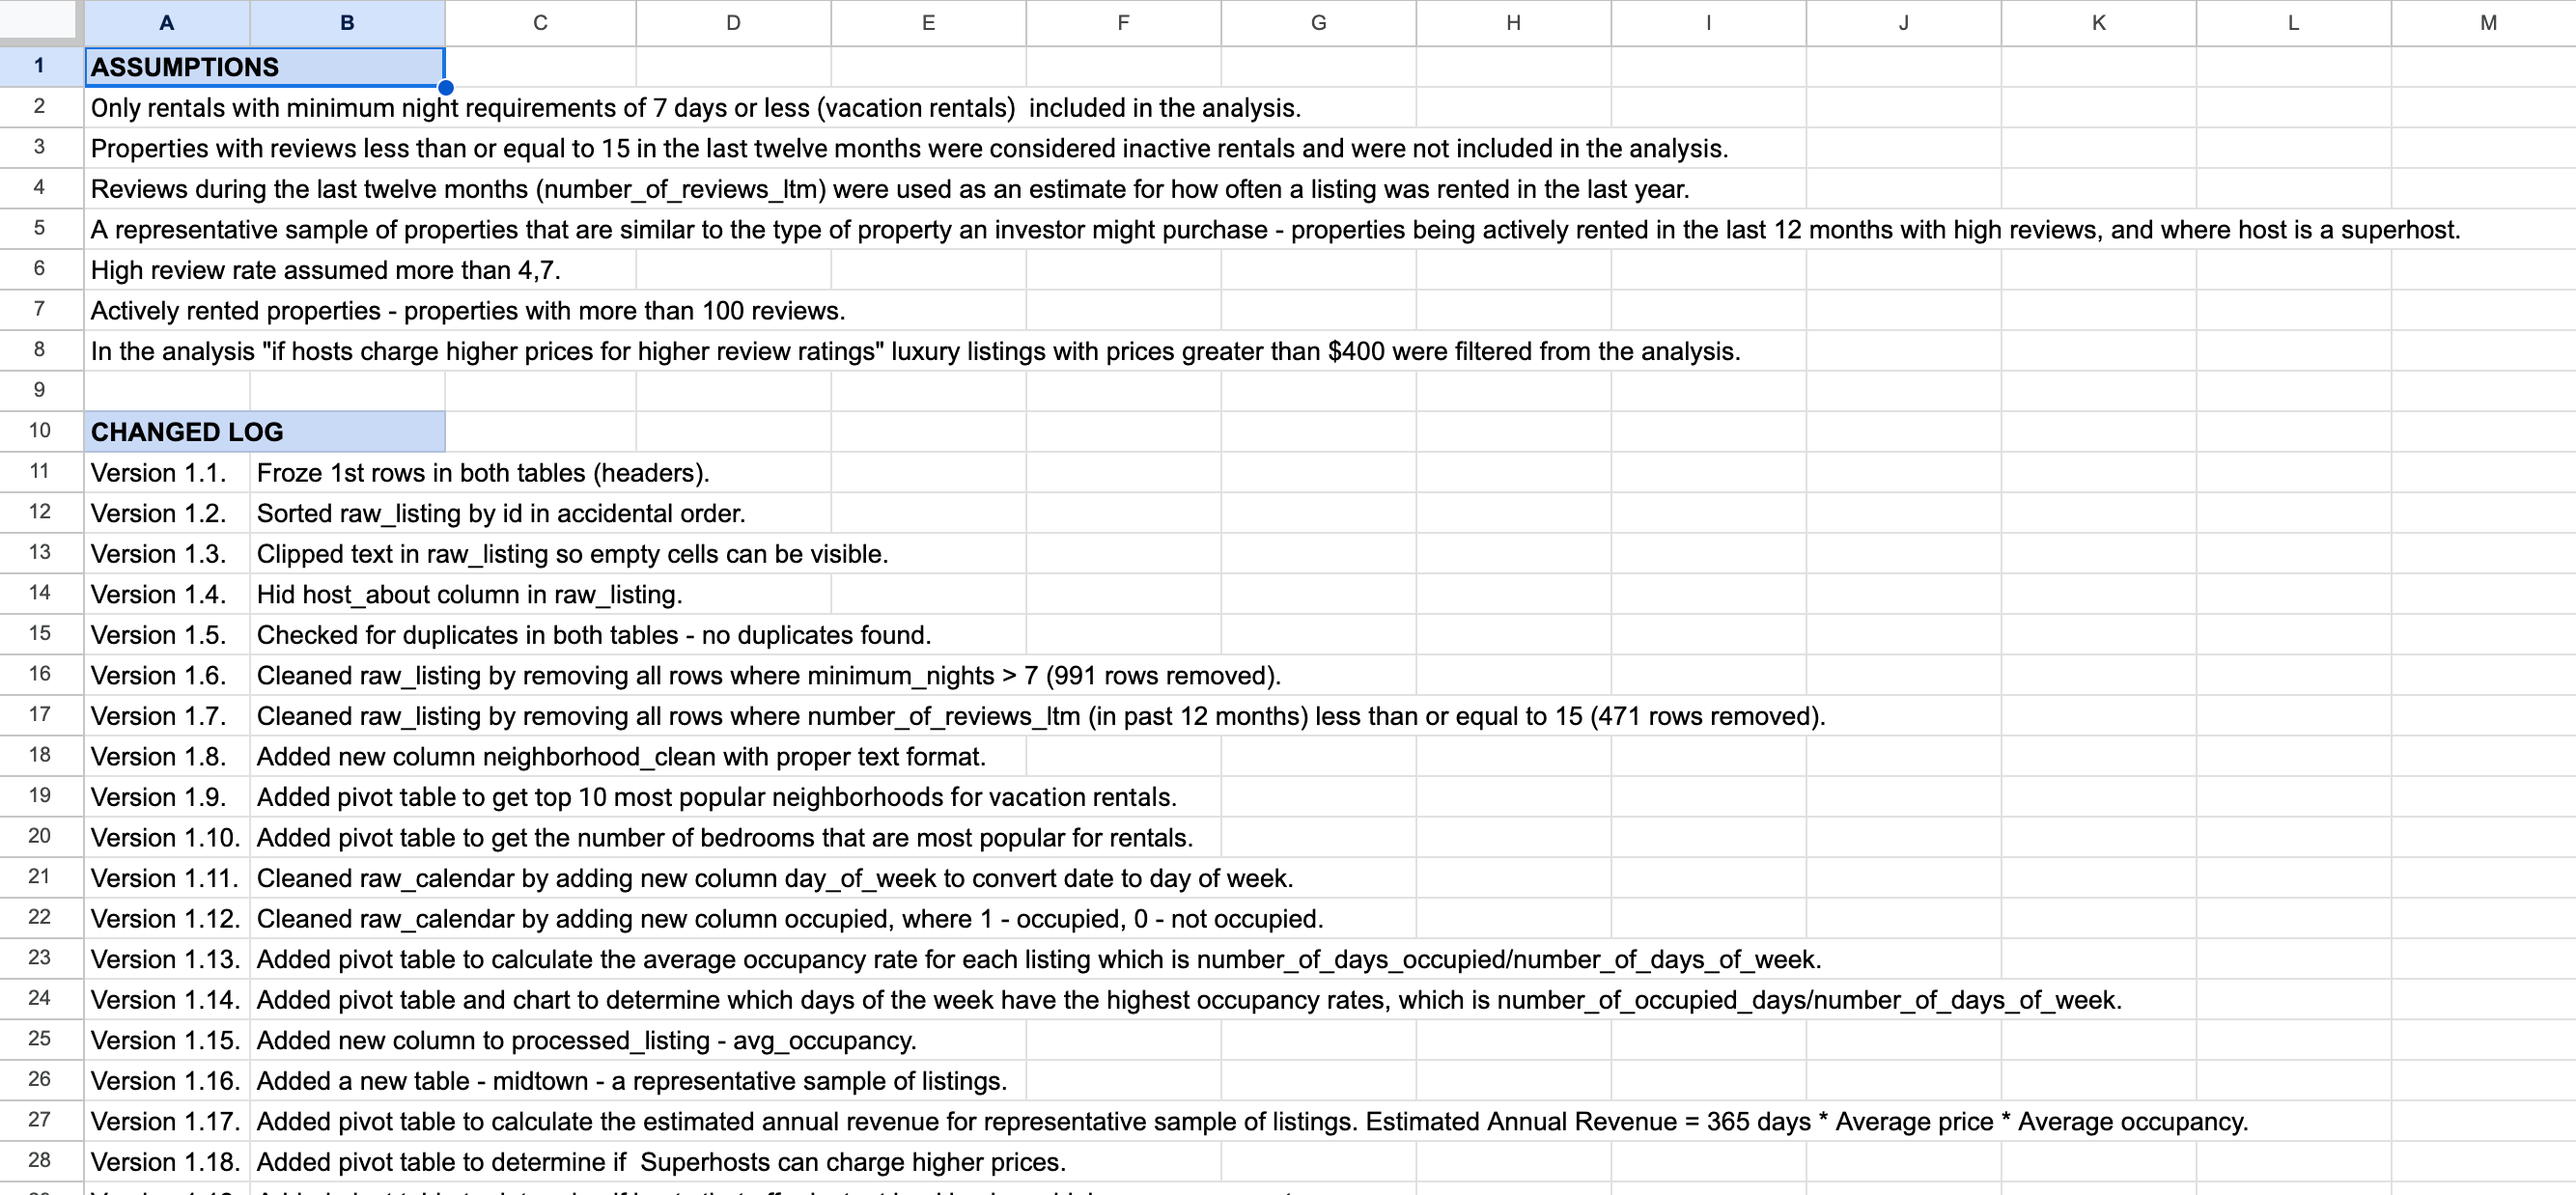 A B C D E F G H I J K L M
1 ASSUMPTIONS
2 Only rentals with minimum night requirements of 7 days or less (vacation rentals)  included in the analysis.
3 Properties with reviews less than or equal to 15 in the last twelve months were considered inactive rentals and were not included in the analysis.
4 Reviews during the last twelve months (number_of_reviews_ltm) were used as an estimate for how often a listing was rented in the last year.
5 A representative sample of properties that are similar to the type of property an investor might purchase - properties being actively rented in the last 12 months with high reviews, and where host is a superhost.
6 High review rate assumed more than 4,7.
7 Actively rented properties - properties with more than 100 reviews.
8 In the analysis "if hosts charge higher prices for higher review ratings" luxury listings with prices greater than $400 were filtered from the analysis.
9
10 CHANGED LOG
11 Version 1.1. Froze 1st rows in both tables (headers).
12 Version 1.2. Sorted raw_listing by id in accidental order.
13 Version 1.3. Clipped text in raw_listing so empty cells can be visible.
14 Version 1.4. Hid host_about column in raw_listing.
15 Version 1.5. Checked for duplicates in both tables - no duplicates found.
16 Version 1.6. Cleaned raw_listing by removing all rows where minimum_nights > 7 (991 rows removed).
17 Version 1.7. Cleaned raw_listing by removing all rows where number_of_reviews_ltm (in past 12 months) less than or equal to 15 (471 rows removed).
18 Version 1.8. Added new column neighborhood_clean with proper text format.
19 Version 1.9. Added pivot table to get top 10 most popular neighborhoods for vacation rentals.
20 Version 1.10. Added pivot table to get the number of bedrooms that are most popular for rentals.
21 Version 1.11. Cleaned raw_calendar by adding new column day_of_week to convert date to day of week.
22 Version 1.12. Cleaned raw_calendar by adding new column occupied, where 1 - occupied, 0 - not occupied.
23 Version 1.13. Added pivot table to calculate the average occupancy rate for each listing which is number_of_days_occupied/number_of_days_of_week.
24 Version 1.14. Added pivot table and chart to determine which days of the week have the highest occupancy rates, which is number_of_occupied_days/number_of_days_of_week.
25 Version 1.15. Added new column to processed_listing - avg_occupancy.
26 Version 1.16. Added a new table - midtown - a representative sample of listings.
27 Version 1.17. Added pivot table to calculate the estimated annual revenue for representative sample of listings. Estimated Annual Revenue = 365 days * Average price * Average occupancy.
28 Version 1.18. Added pivot table to determine if  Superhosts can charge higher prices.